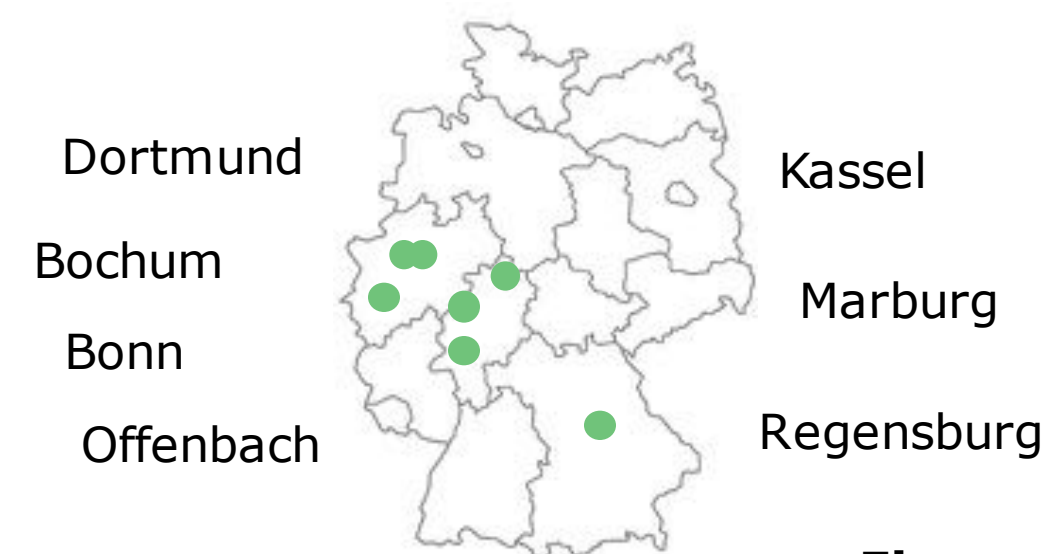 Dortmund
Kassel
Bochum
Marburg
Bonn
Regensburg
Offenbach